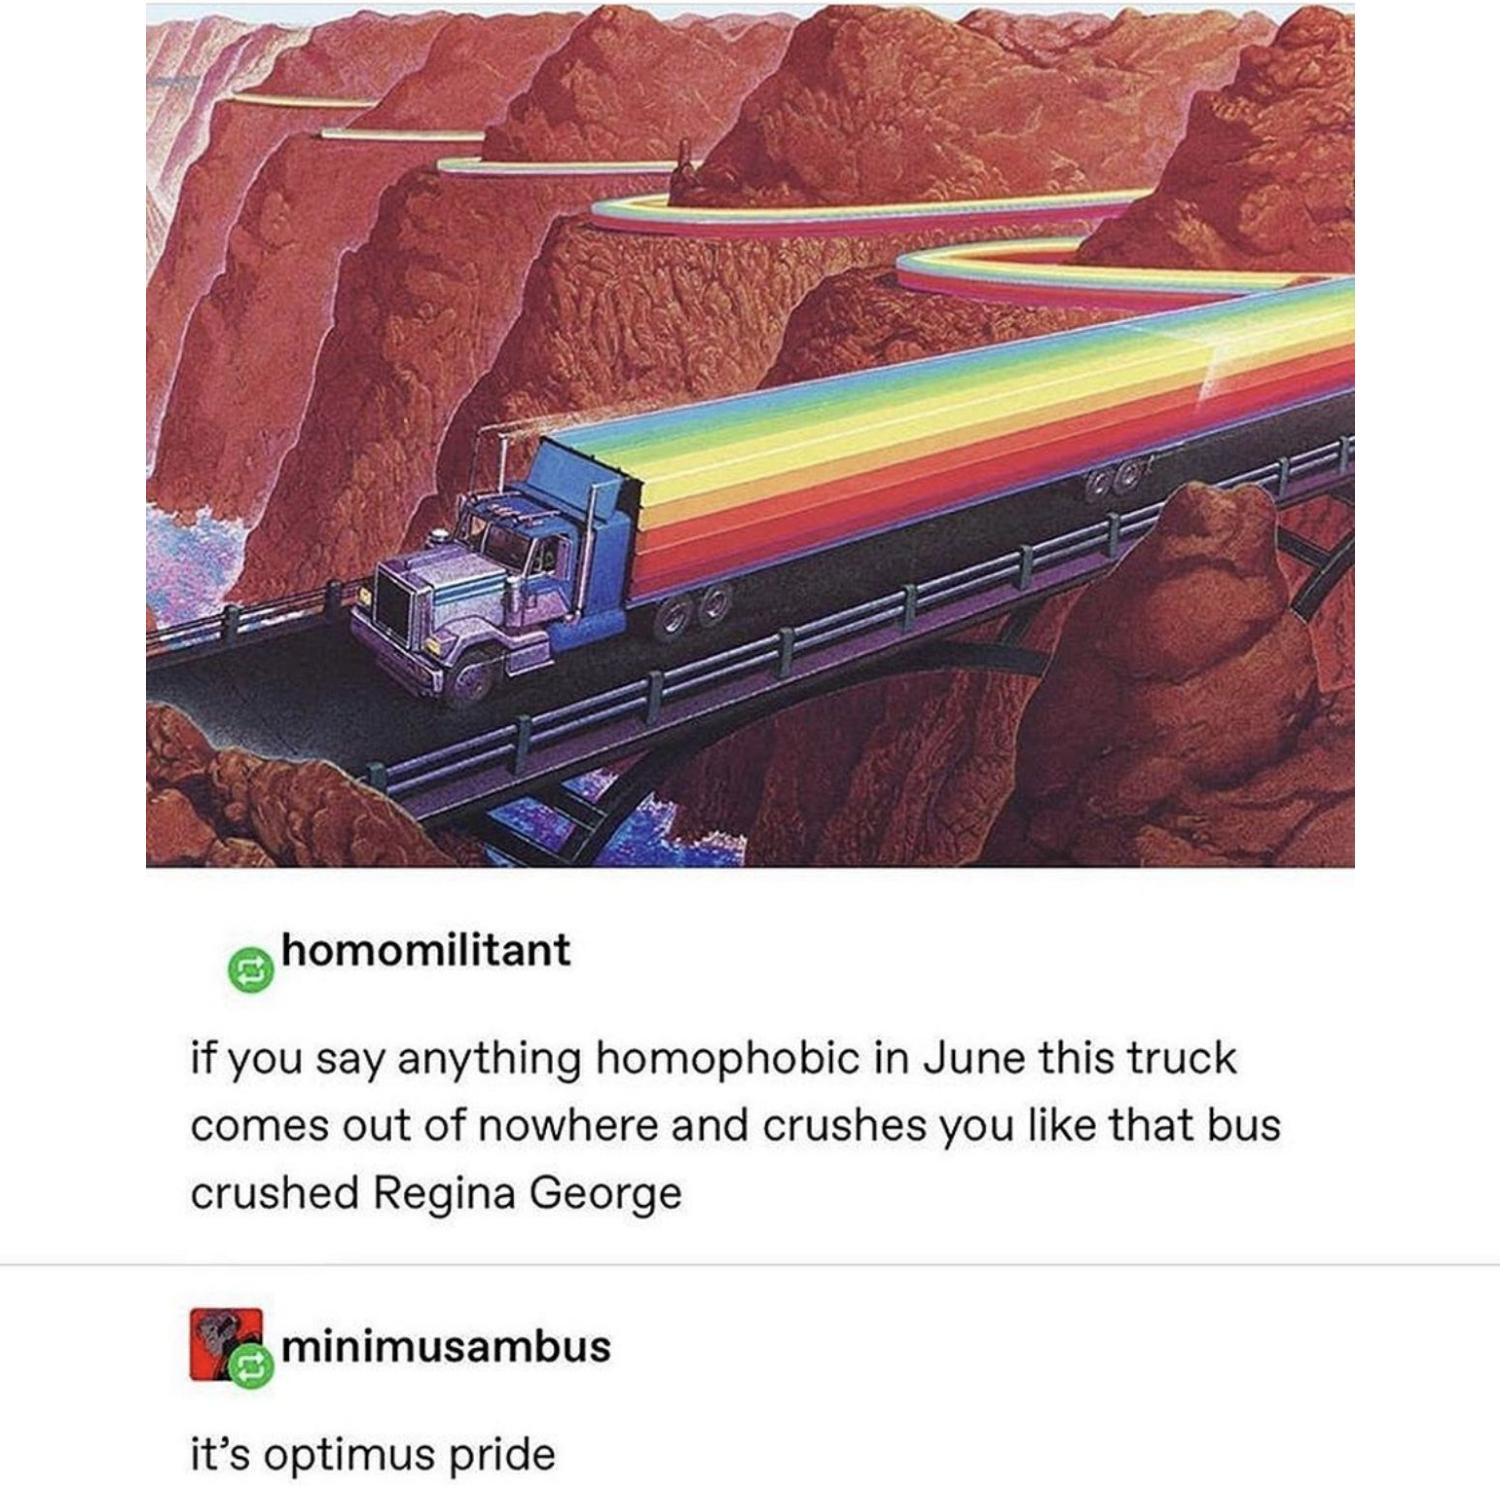 homomilitant
if you say anything homophobic in June this truck
comes out of nowhere and crushes you like that bus
crushed Regina George
minimusambus
it's optimus pride